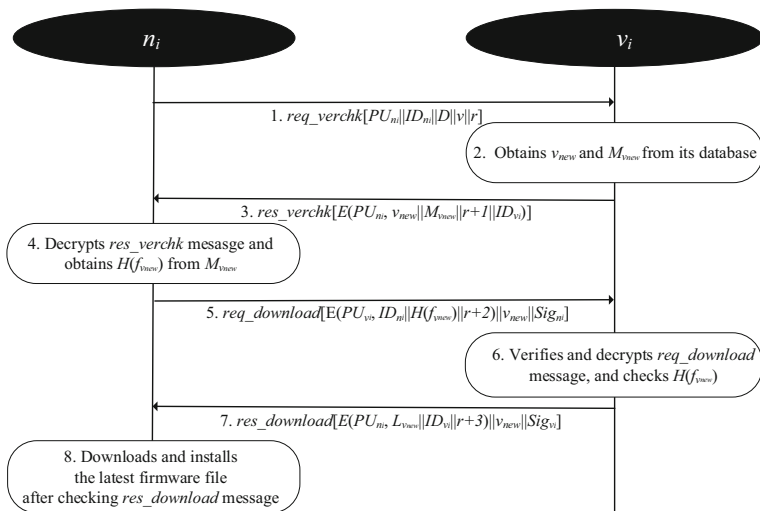 n_i
v_i
1. req_verchk[PU_ni||ID_ni||D||v||r]
2. Obtains v_new and M_vnew from its database
3. res_verchk[E(PU_ni, v_new||M_vnew||r+1||ID_vi)]
4. Decrypts res_verchk mesasge and
obtains H(f_vnew) from M_vnew
5. req_download[E(PU_vi, ID_ni||H(f_vnew)||r+2)||v_new||Sig_ni]
6. Verifies and decrypts req_download
message, and checks H(f_vnew)
7. res_download[E(PU_ni, L_vnew||ID_vi||r+3)||v_new||Sig_vi]
8. Downloads and installs
the latest firmware file
after checking res_download message